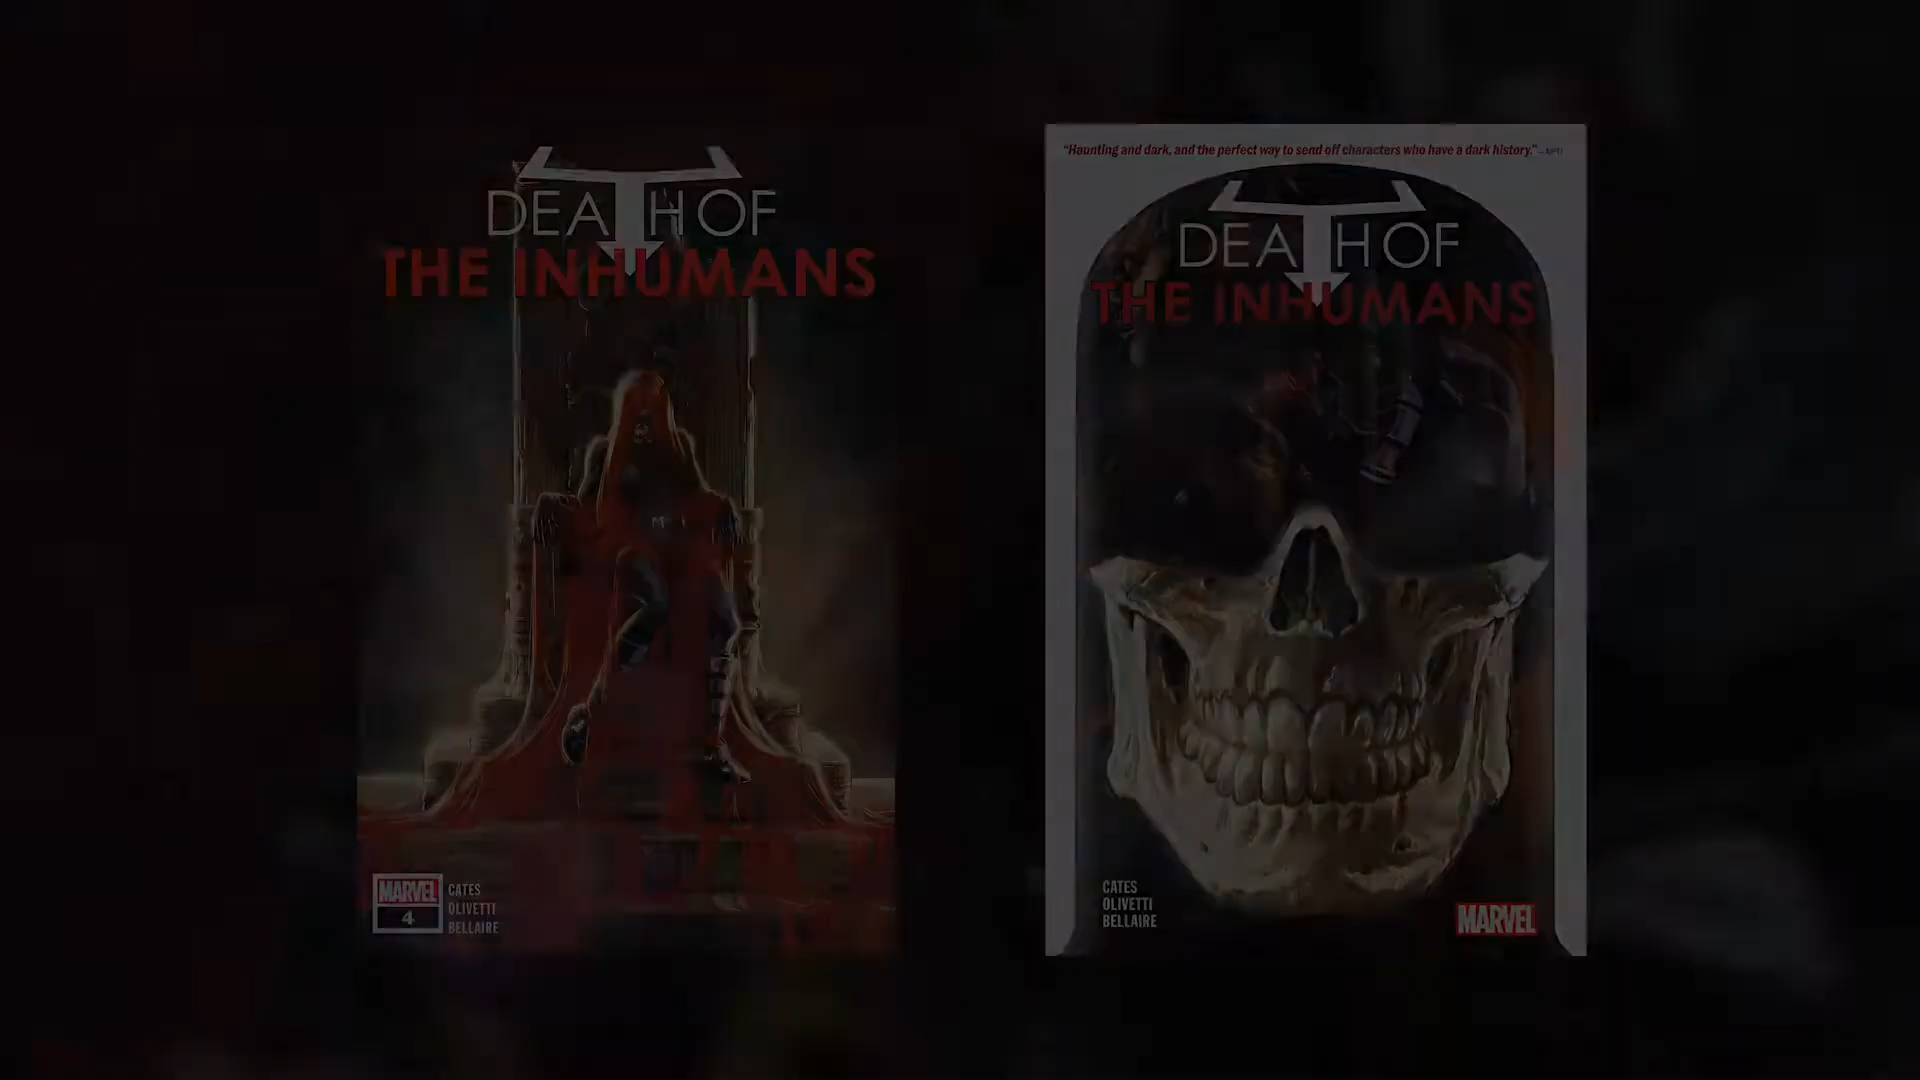 DEATH OF
THE INHUMANS
MARVEL
4
CATES
OLIVETTI
BELLAIRE
"Haunting and dark, and the perfect way to send off characters who have a dark history." – AIPT!
DEATH OF
THE INHUMANS
CATES
OLIVETTI
BELLAIRE
MARVEL